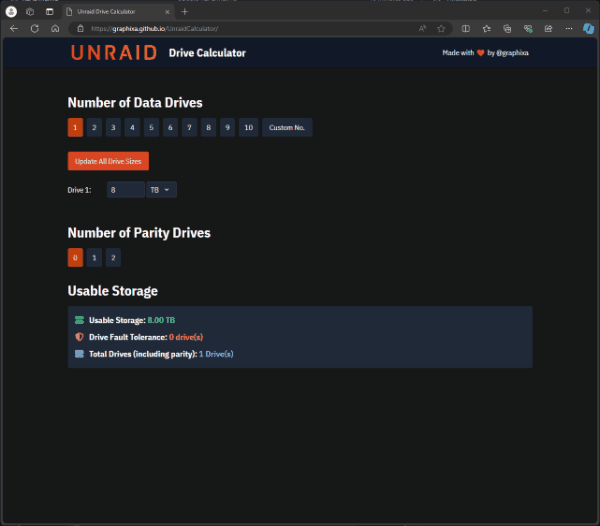 Unraid Drive Calculator
https://graphixa.github.io/UnraidCalculator/
UNRAID Drive Calculator Made with ❤ by @graphixa
Number of Data Drives
1 2 3 4 5 6 7 8 9 10 Custom No.
Update All Drive Sizes
Drive 1: 8 TB
Number of Parity Drives
0 1 2
Usable Storage
Usable Storage: 8.00 TB
Drive Fault Tolerance: 0 drive(s)
Total Drives (including parity): 1 Drive(s)